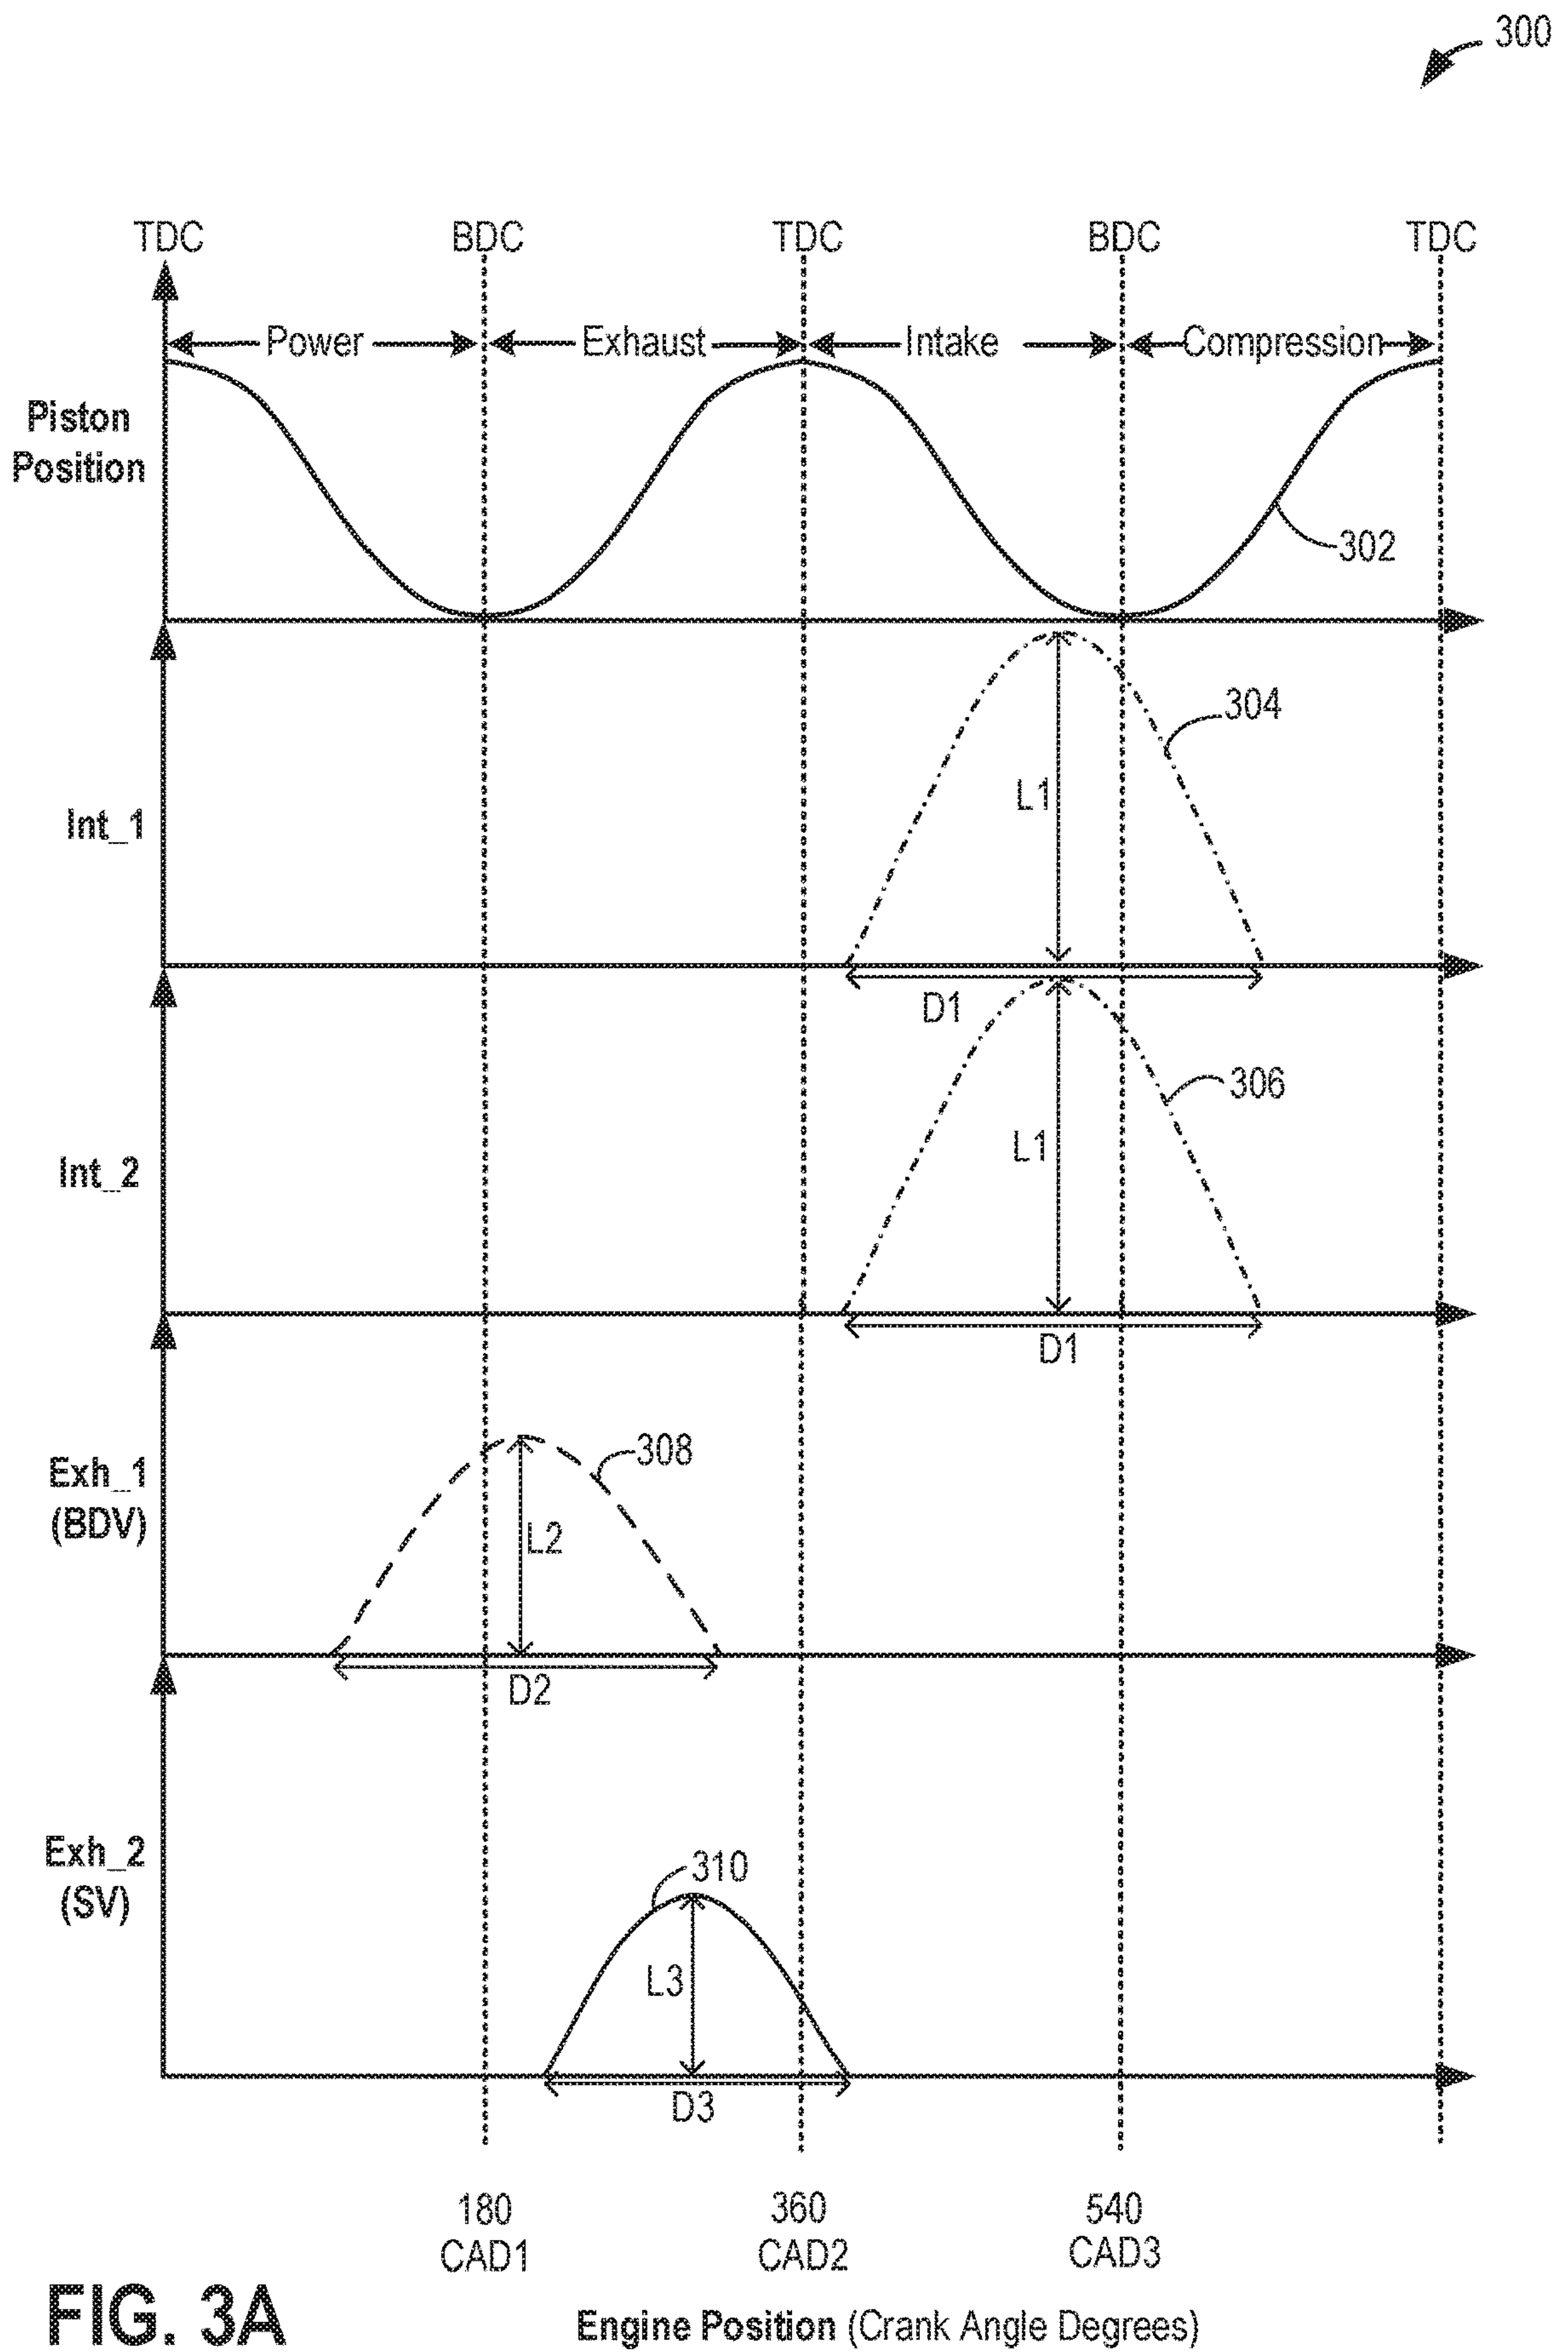 300
TDC BDC TDC BDC TDC
Power Exhaust Intake Compression
Piston
Position
302
304
L1
Int_1
D1
306
L1
Int_2
D1
308
Exh_1
(BDV)
L2
D2
310
Exh_2
(SV)
L3
D3
180 360 540
CAD1 CAD2 CAD3
FIG. 3A
Engine Position (Crank Angle Degrees)